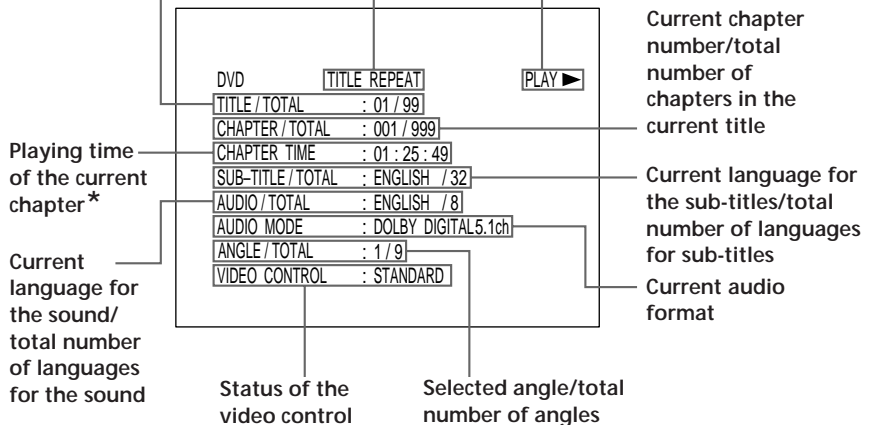 DVD TITLE REPEAT PLAY ►
TITLE / TOTAL : 01 / 99
CHAPTER / TOTAL : 001 / 999
CHAPTER TIME : 01 : 25 : 49
SUB–TITLE / TOTAL : ENGLISH / 32
AUDIO / TOTAL : ENGLISH / 8
AUDIO MODE : DOLBY DIGITAL5.1ch
ANGLE / TOTAL : 1 / 9
VIDEO CONTROL : STANDARD
Playing time
of the current
chapter*
Current
language for
the sound/
total number
of languages
for the sound
Status of the
video control
Selected angle/total
number of angles
Current chapter
number/total
number of
chapters in the
current title
Current language for
the sub-titles/total
number of languages
for sub-titles
Current audio
format